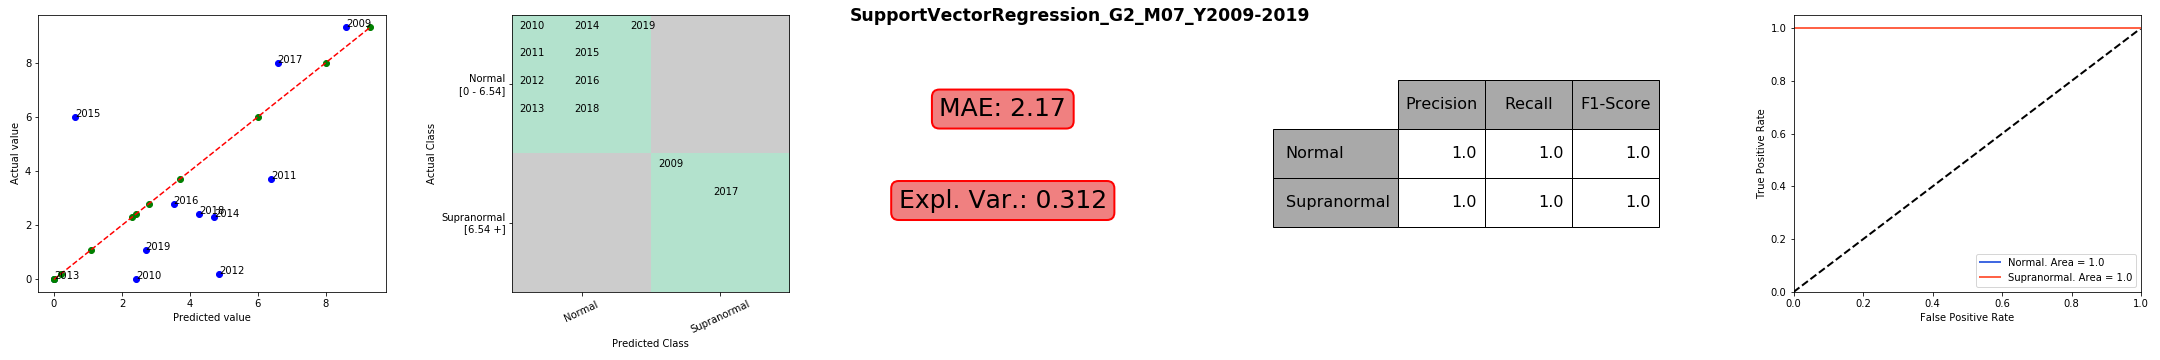 SupportVectorRegression_G2_M07_Y2009-2019
Actual value
8
6
4
2
0
2009
2017
2015
2011
2016
2018
2014
2019
2012
2010
2013
0
2
4
6
8
Predicted value
Actual Class
Normal
[0 - 6.54]
Supranormal
[6.54 +]
2010 2014 2019
2011 2015
2012 2016
2013 2018
2009
2017
Normal
Supranormal
Predicted Class
MAE: 2.17
Expl. Var.: 0.312
Precision Recall F1-Score
Normal 1.0 1.0 1.0
Supranormal 1.0 1.0 1.0
True Positive Rate
1.0
0.8
0.6
0.4
0.2
0.0
Normal. Area = 1.0
Supranormal. Area = 1.0
0.0 0.2 0.4 0.6 0.8 1.0
False Positive Rate